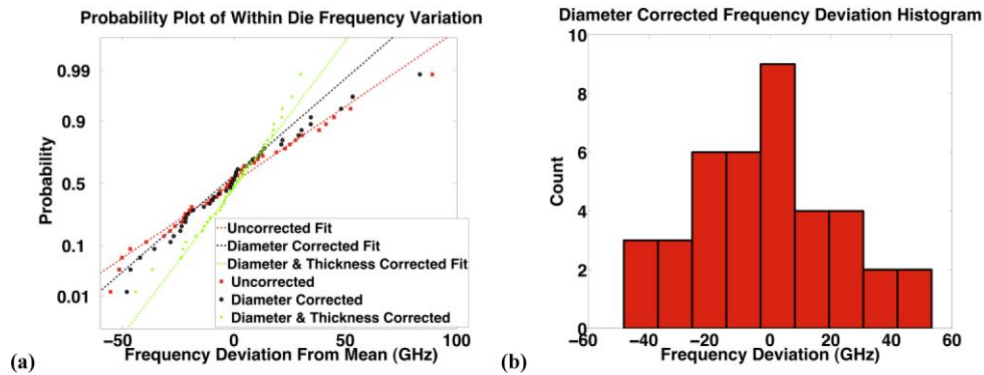 Probability Plot of Within Die Frequency Variation
0.99
0.9
0.5
0.1
0.01
Probability
Uncorrected Fit
Diameter Corrected Fit
Diameter & Thickness Corrected Fit
Uncorrected
Diameter Corrected
Diameter & Thickness Corrected
−50
0
50
100
Frequency Deviation From Mean (GHz)
(a)
Diameter Corrected Frequency Deviation Histogram
10
8
6
4
2
0
Count
−60
−40
−20
0
20
40
60
Frequency Deviation (GHz)
(b)